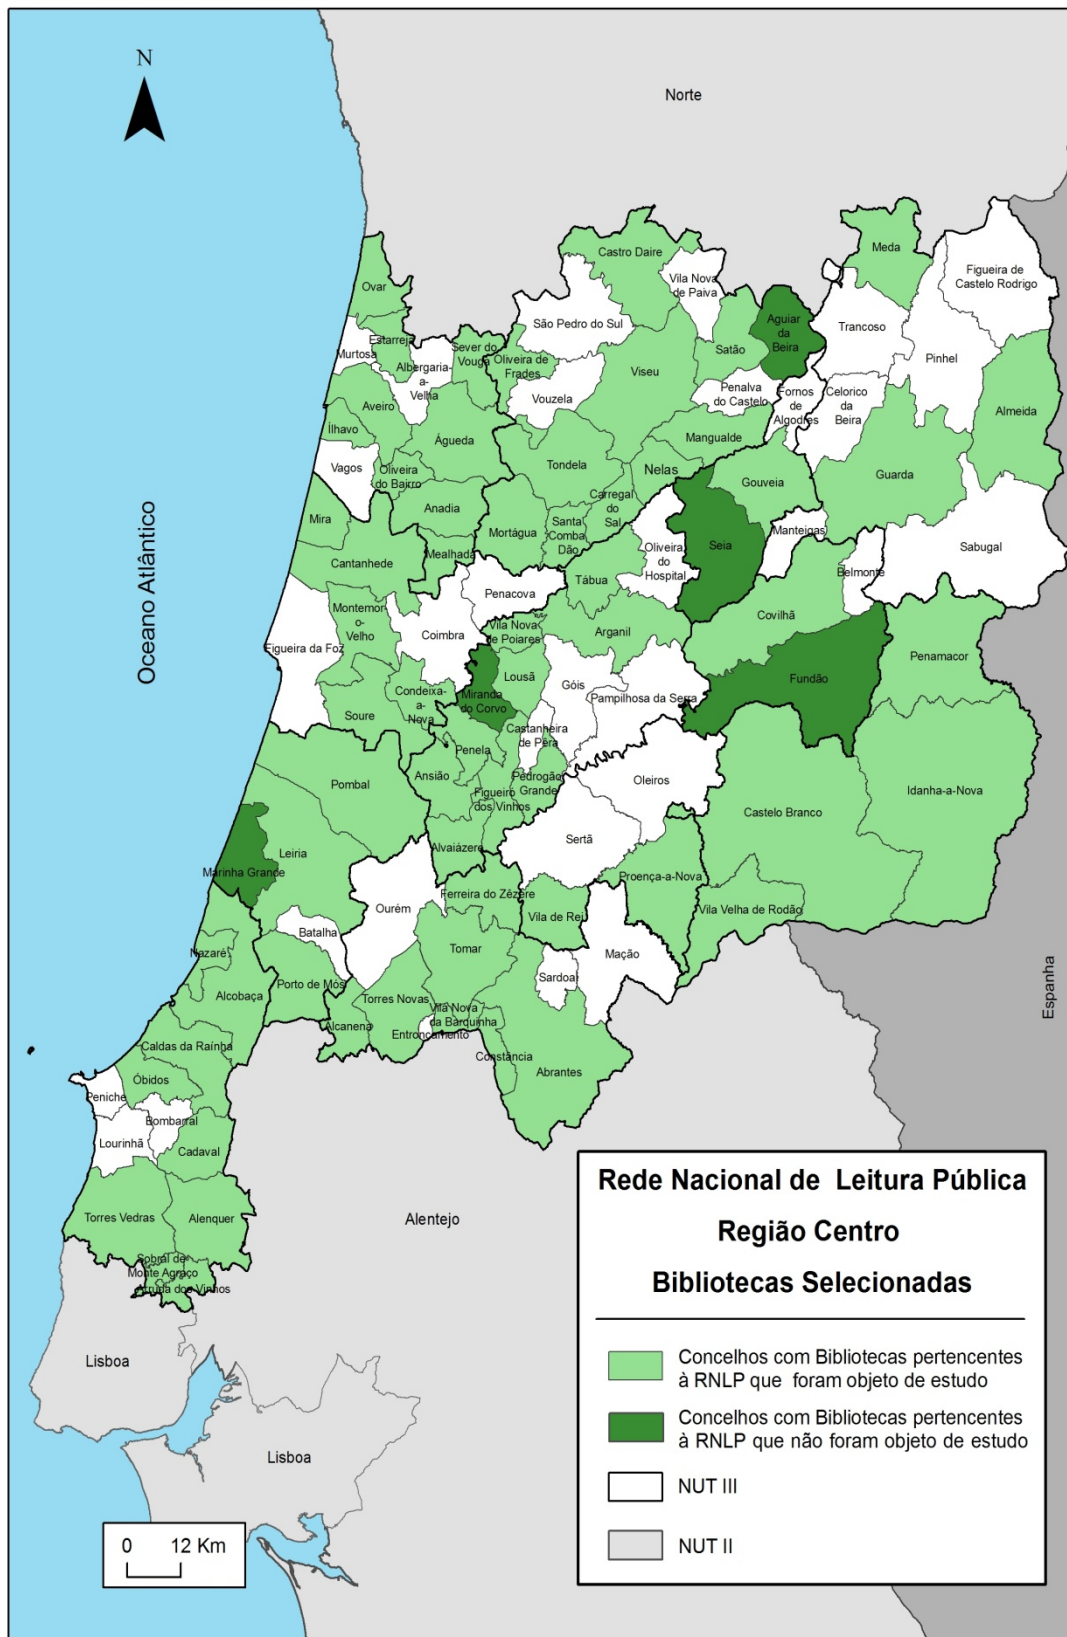 N
Norte
Oceano Atlântico
Espanha
Castro Daire
Meda
Figueira de
Castelo Rodrigo
Vila Nova
de Paiva
Ovar
São Pedro do Sul
Aguiar
da
Beira
Trancoso
Estarreja
Murtosa
Sever do
Vouga
Satão
Albergaria-
a-
Velha
Oliveira de
Frades
Viseu
Pinhel
Vouzela
Penalva
do Castelo
Fornos
de
Algodres
Celorico
da
Beira
Almeida
Aveiro
Ílhavo
Águeda
Mangualde
Vagos
Oliveira
do Bairro
Tondela
Nelas
Gouveia
Guarda
Carregal
do
Sal
Anadia
Mira
Mortágua
Santa
Comba
Dão
Manteigas
Seia
Oliveira
do
Hospital
Sabugal
Mealhada
Cantanhede
Tábua
Belmonte
Penacova
Montemor-
o-
Velho
Covilhã
Vila Nova
de Poiares
Arganil
Coimbra
Figueira da Foz
Penamacor
Lousã
Góis
Fundão
Miranda
do Corvo
Pampilhosa da Serra
Condeixa-
a-
Nova
Soure
Castanheira
de Pêra
Penela
Ansião
Pedrogão
Grande
Oleiros
Pombal
Figueiró
dos Vinhos
Idanha-a-Nova
Castelo Branco
Sertã
Alvaiázere
Leiria
Marinha Grande
Proença-a-Nova
Ferreira do Zêzere
Ourém
Vila de Rei
Vila Velha de Rodão
Batalha
Tomar
Mação
Nazaré
Sardoal
Porto de Mós
Alcobaça
Torres Novas
Vila Nova
da Barquinha
Alcanena
Entroncamento
Caldas da Raínha
Constância
Abrantes
Óbidos
Peniche
Bombarral
Lourinhã
Cadaval
Torres Vedras
Alenquer
Alentejo
Sobral de
Monte Agraço
Arruda dos Vinhos
Lisboa
Lisboa
0 12 Km
Rede Nacional de Leitura Pública
Região Centro
Bibliotecas Selecionadas
Concelhos com Bibliotecas pertencentes
à RNLP que foram objeto de estudo
Concelhos com Bibliotecas pertencentes
à RNLP que não foram objeto de estudo
NUT III
NUT II